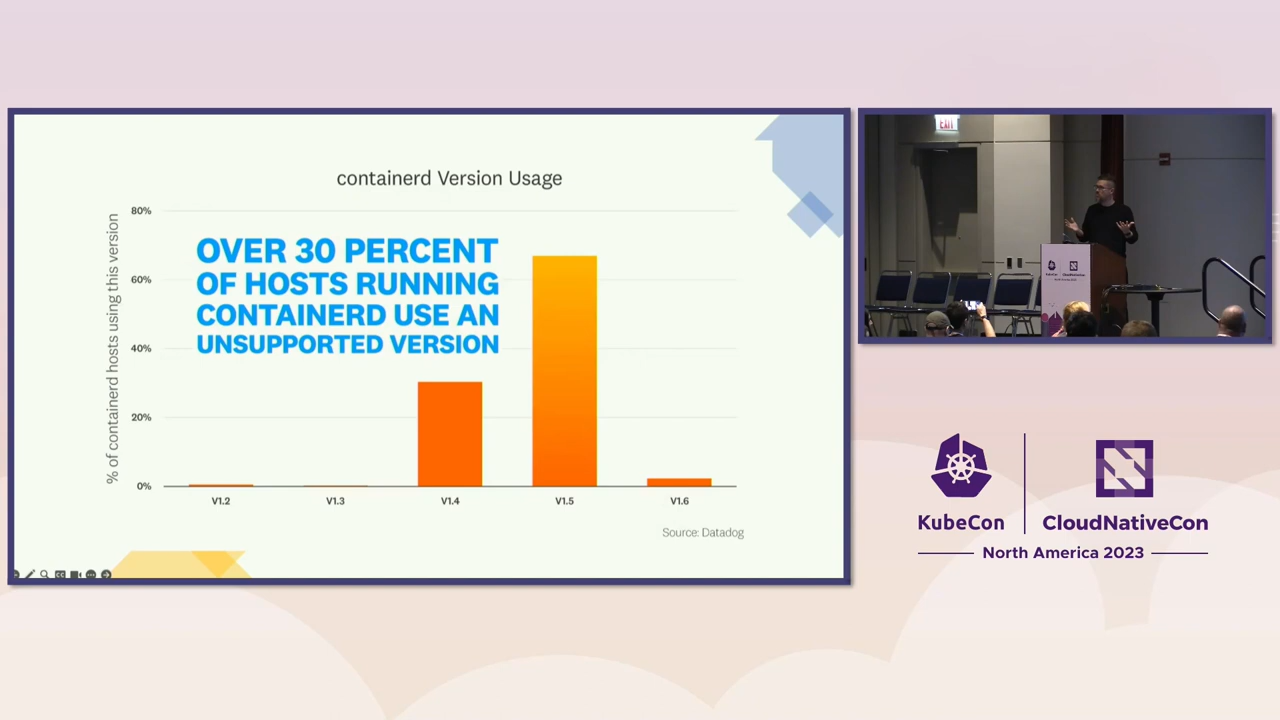 containerd Version Usage
% of containerd hosts using this version
80%
60%
40%
20%
0%
OVER 30 PERCENT
OF HOSTS RUNNING
CONTAINERD USE AN
UNSUPPORTED VERSION
V1.2
V1.3
V1.4
V1.5
V1.6
Source: Datadog
EXIT
KubeCon
CloudNativeCon
North America 2023